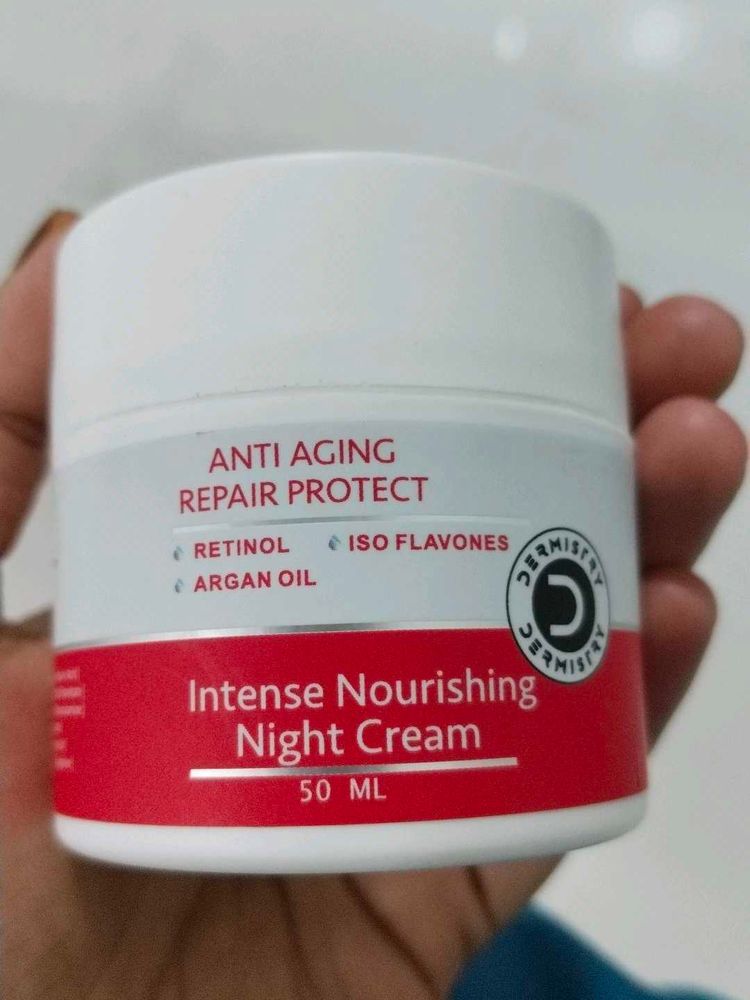 ANTI AGING
REPAIR PROTECT
RETINOL
ISO FLAVONES
ARGAN OIL
DERMISTRY
D
DERMISTRY
Intense Nourishing
Night Cream
50 ML